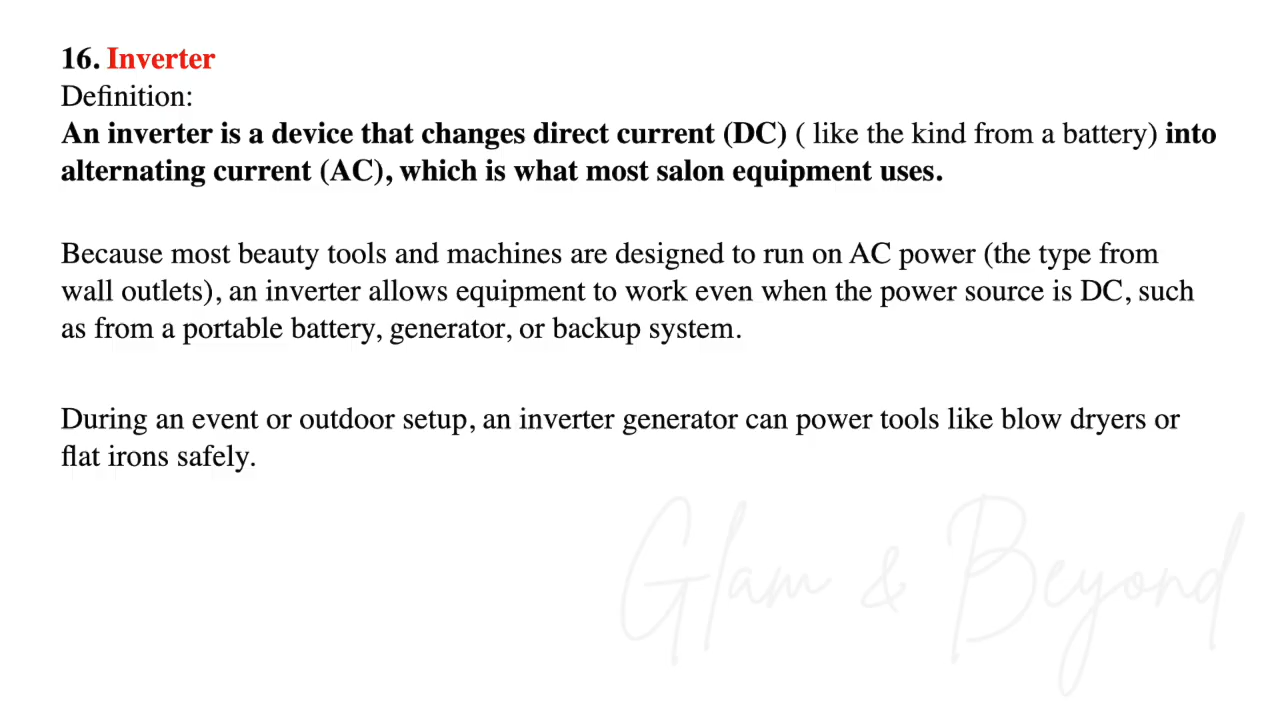 16. Inverter
Definition:
An inverter is a device that changes direct current (DC) ( like the kind from a battery) into
alternating current (AC), which is what most salon equipment uses.
Because most beauty tools and machines are designed to run on AC power (the type from
wall outlets), an inverter allows equipment to work even when the power source is DC, such
as from a portable battery, generator, or backup system.
During an event or outdoor setup, an inverter generator can power tools like blow dryers or
flat irons safely.
Glam & Beyond